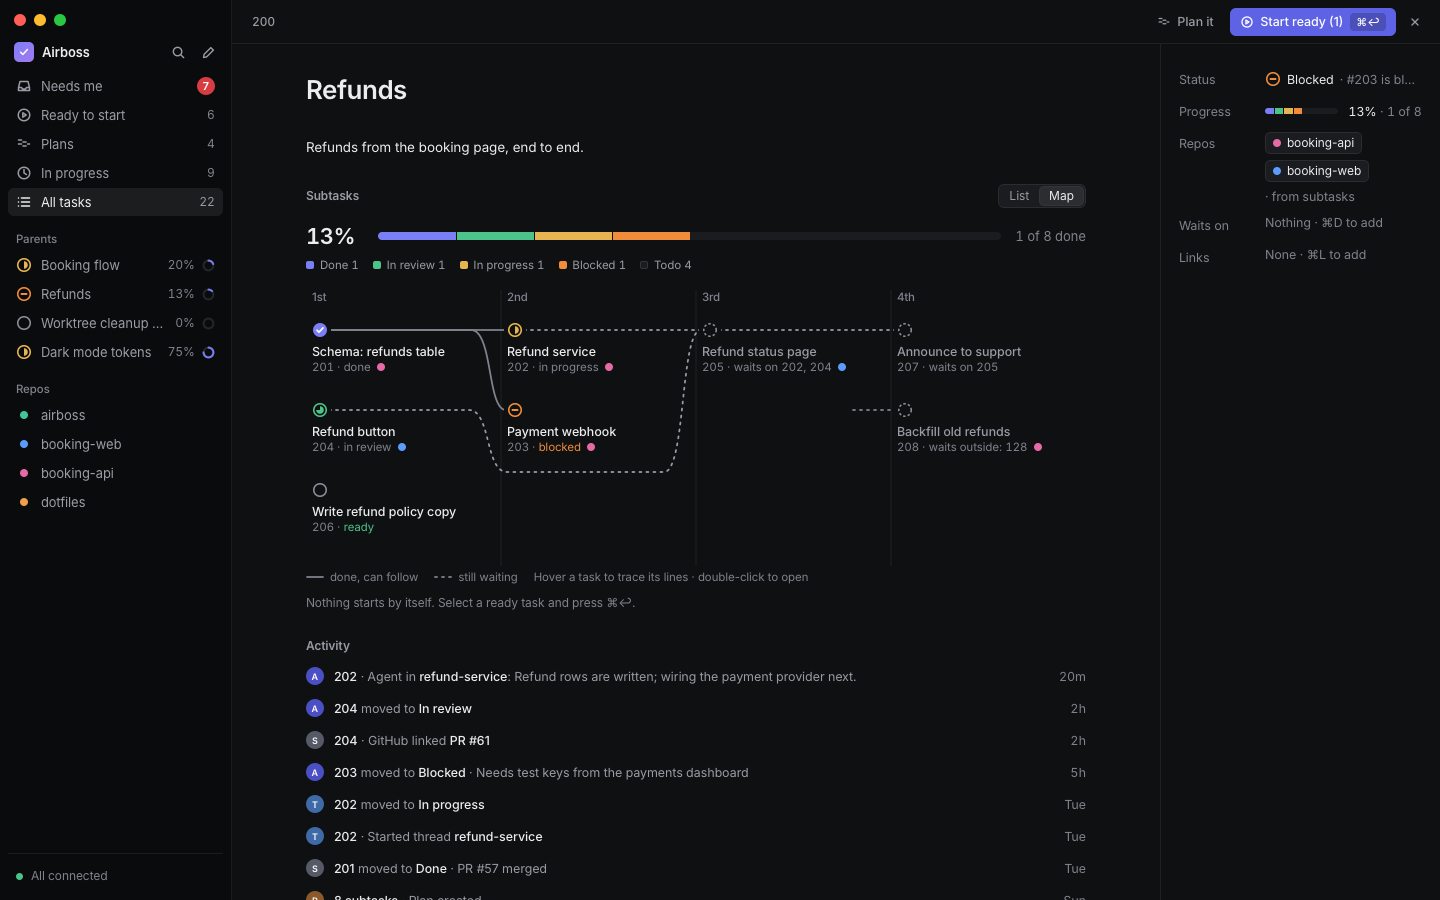 Airboss
Needs me 7
Ready to start 6
Plans 4
In progress 9
All tasks 22
Parents
Booking flow 20%
Refunds 13%
Worktree cleanup ... 0%
Dark mode tokens 75%
Repos
airboss
booking-web
booking-api
dotfiles
All connected
200
Plan it
Start ready (1) ⌘↩
Refunds
Refunds from the booking page, end to end.
Subtasks
List Map
13% 1 of 8 done
Done 1 In review 1 In progress 1 Blocked 1 Todo 4
1st 2nd 3rd 4th
Schema: refunds table
201 · done
Refund service
202 · in progress
Refund status page
205 · waits on 202, 204
Announce to support
207 · waits on 205
Refund button
204 · in review
Payment webhook
203 · blocked
Backfill old refunds
208 · waits outside: 128
Write refund policy copy
206 · ready
done, can follow still waiting Hover a task to trace its lines · double-click to open
Nothing starts by itself. Select a ready task and press ⌘↩.
Activity
A 202 · Agent in refund-service: Refund rows are written; wiring the payment provider next. 20m
A 204 moved to In review 2h
S 204 · GitHub linked PR #61 2h
A 203 moved to Blocked · Needs test keys from the payments dashboard 5h
T 202 moved to In progress Tue
T 202 · Started thread refund-service Tue
S 201 moved to Done · PR #57 merged Tue
8 subtasks · Plan created Sun
Status Blocked · #203 is bl...
Progress 13% · 1 of 8
Repos booking-api
booking-web
· from subtasks
Waits on Nothing · ⌘D to add
Links None · ⌘L to add